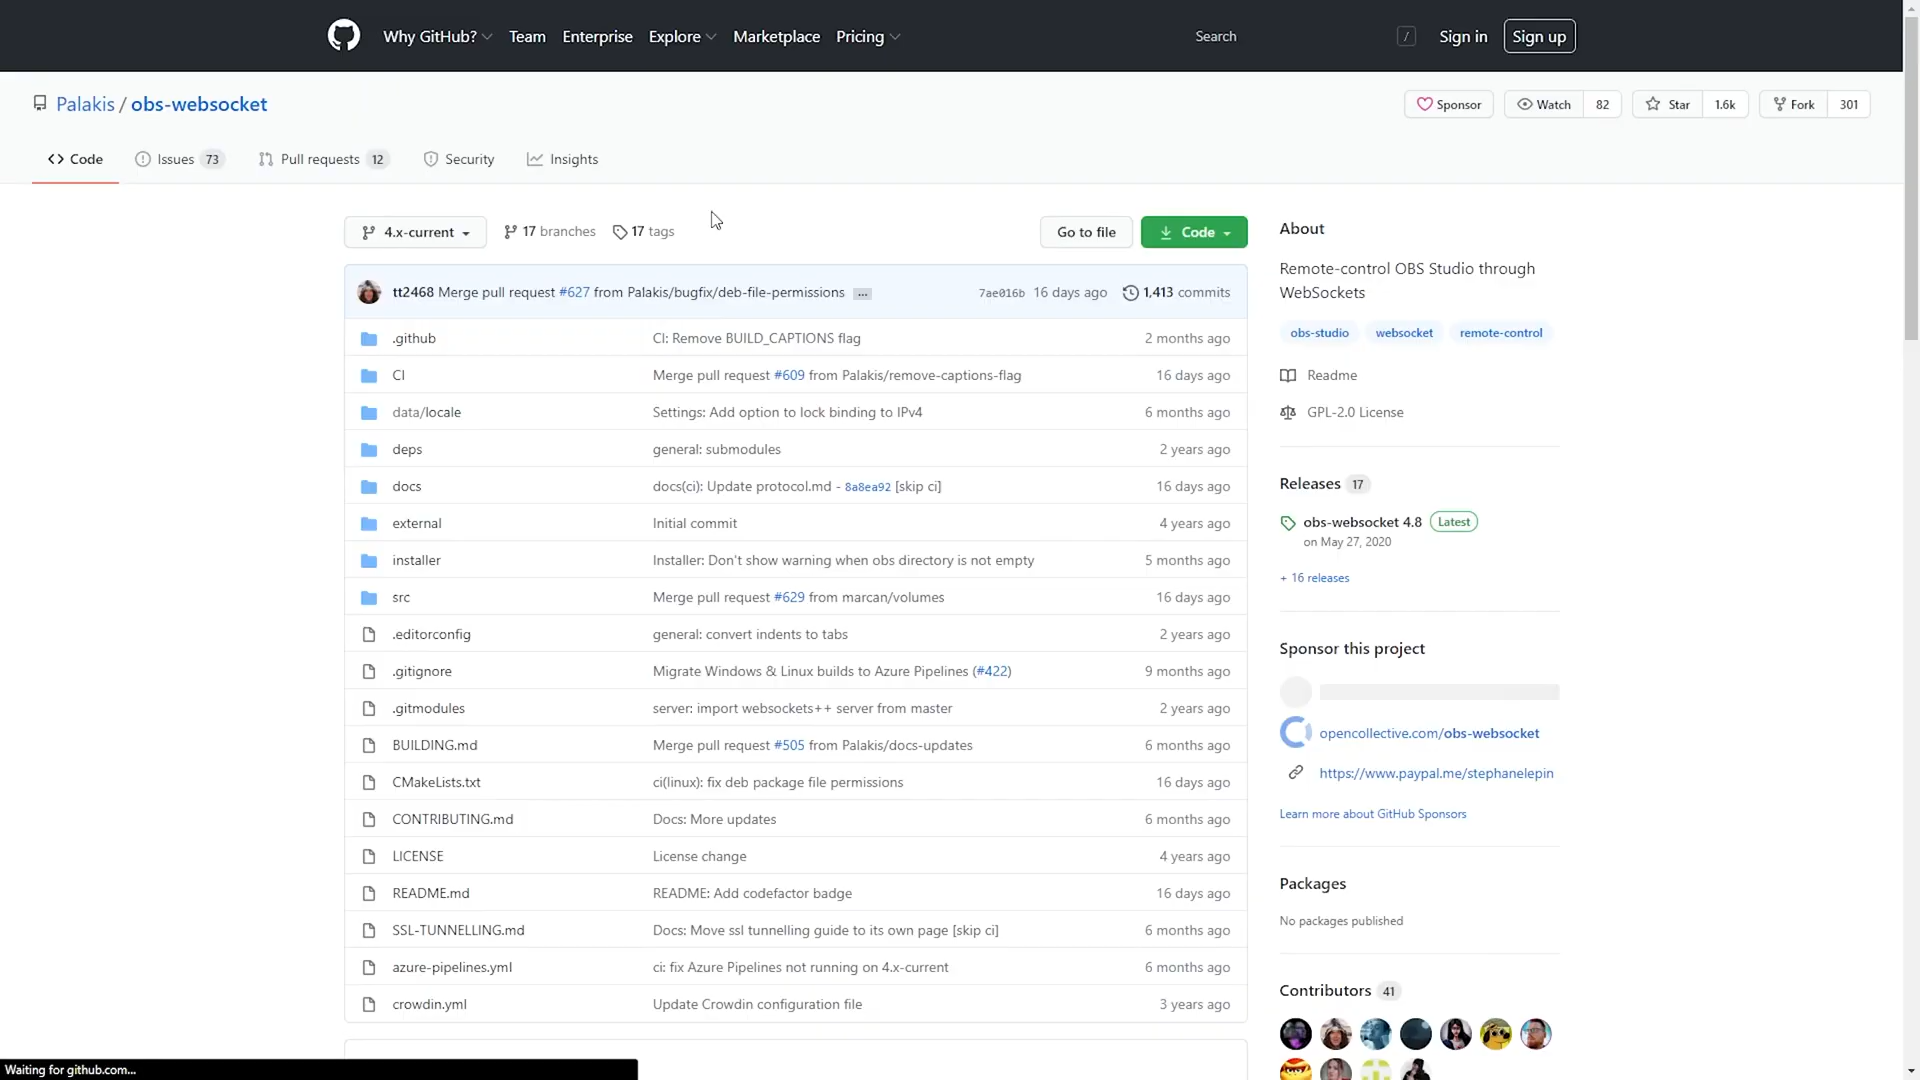 Why GitHub? Team Enterprise Explore Marketplace Pricing Search / Sign in Sign up
Palakis / obs-websocket Sponsor Watch 82 Star 1.6k Fork 301
Code Issues 73 Pull requests 12 Security Insights
4.x-current 17 branches 17 tags Go to file Code
tt2468 Merge pull request #627 from Palakis/bugfix/deb-file-permissions ... 7ae016b 16 days ago 1,413 commits
.github CI: Remove BUILD_CAPTIONS flag 2 months ago
CI Merge pull request #609 from Palakis/remove-captions-flag 16 days ago
data/locale Settings: Add option to lock binding to IPv4 6 months ago
deps general: submodules 2 years ago
docs docs(ci): Update protocol.md - 8a8ea92 [skip ci] 16 days ago
external Initial commit 4 years ago
installer Installer: Don't show warning when obs directory is not empty 5 months ago
src Merge pull request #629 from marcan/volumes 16 days ago
.editorconfig general: convert indents to tabs 2 years ago
.gitignore Migrate Windows & Linux builds to Azure Pipelines (#422) 9 months ago
.gitmodules server: import websockets++ server from master 2 years ago
BUILDING.md Merge pull request #505 from Palakis/docs-updates 6 months ago
CMakeLists.txt ci(linux): fix deb package file permissions 16 days ago
CONTRIBUTING.md Docs: More updates 6 months ago
LICENSE License change 4 years ago
README.md README: Add codefactor badge 16 days ago
SSL-TUNNELLING.md Docs: Move ssl tunnelling guide to its own page [skip ci] 6 months ago
azure-pipelines.yml ci: fix Azure Pipelines not running on 4.x-current 6 months ago
crowdin.yml Update Crowdin configuration file 3 years ago
About
Remote-control OBS Studio through
WebSockets
obs-studio websocket remote-control
Readme
GPL-2.0 License
Releases 17
obs-websocket 4.8 Latest
on May 27, 2020
+ 16 releases
Sponsor this project
opencollective.com/obs-websocket
https://www.paypal.me/stephanelepin
Learn more about GitHub Sponsors
Packages
No packages published
Contributors 41
Waiting for github.com...